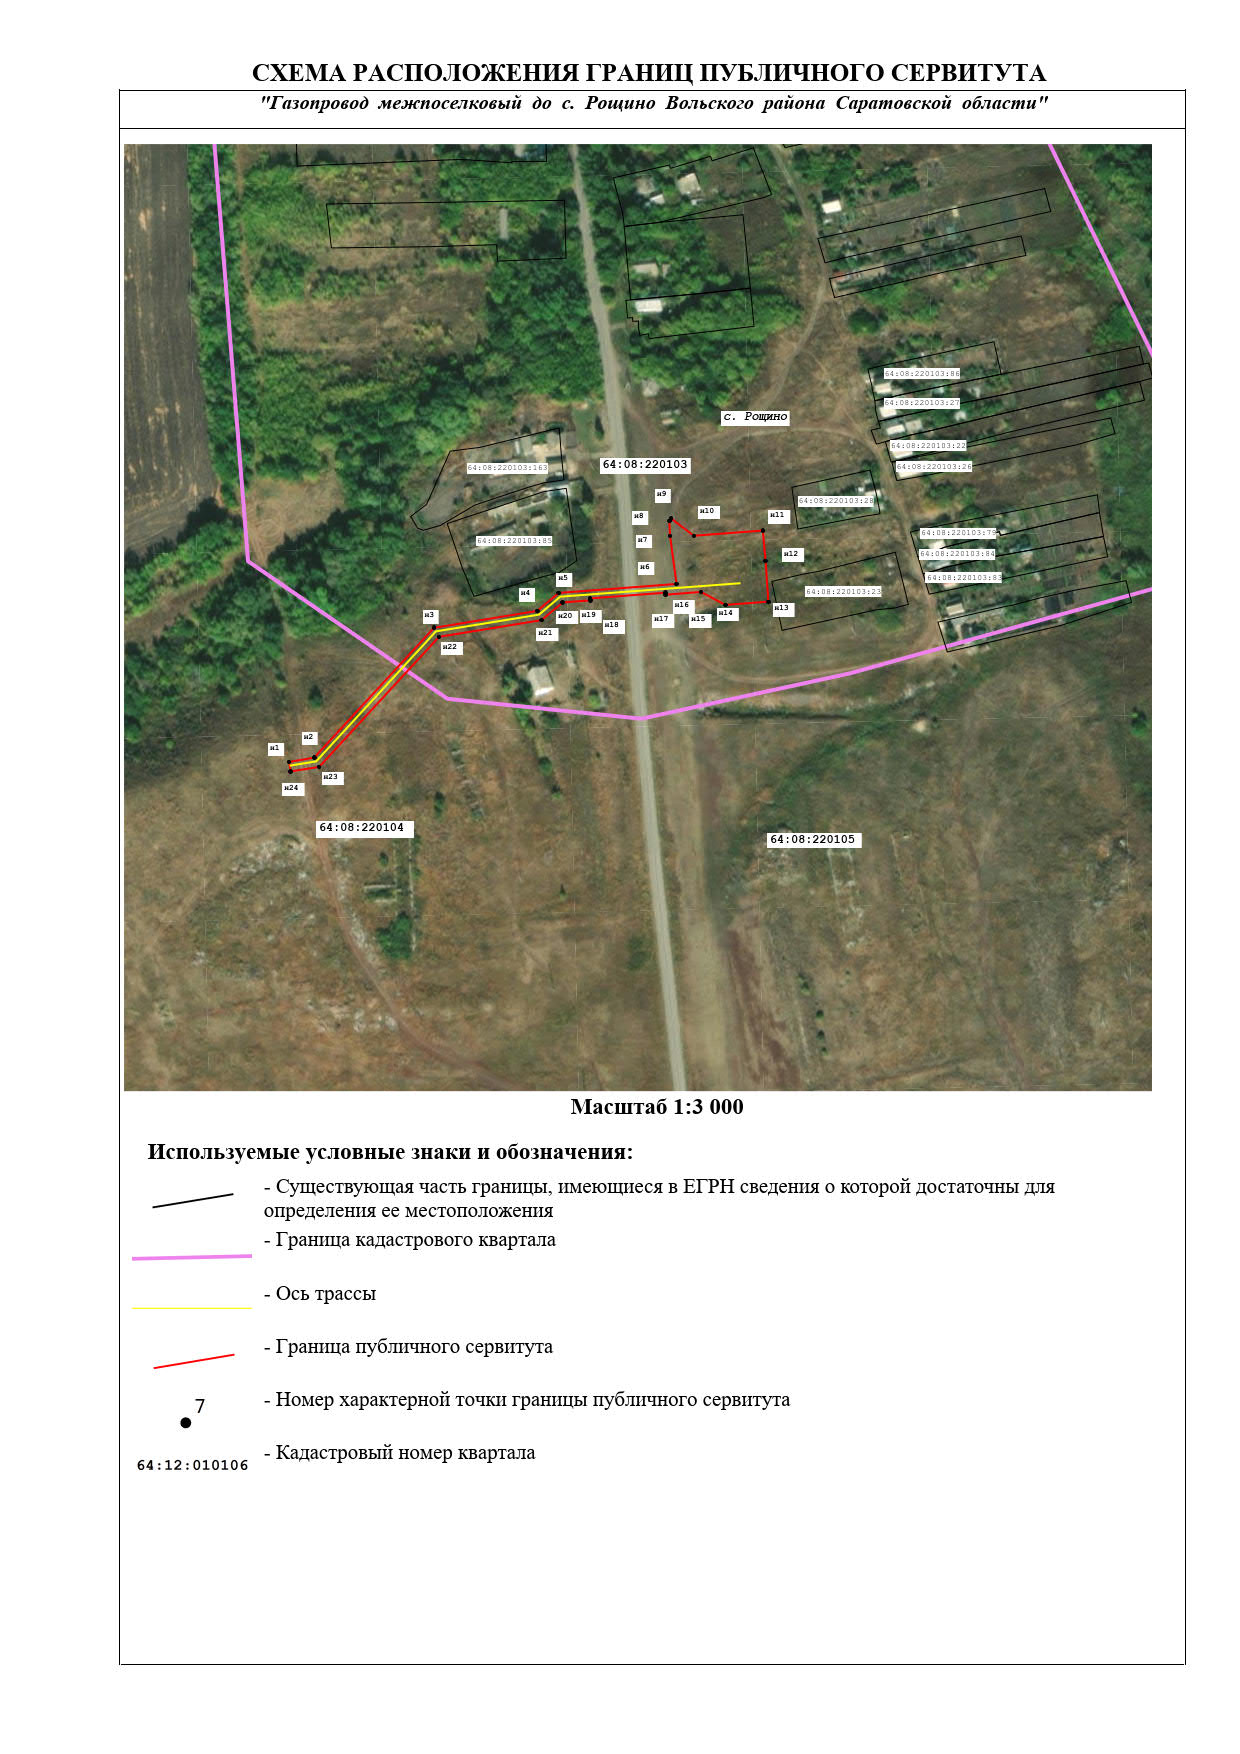 СХЕМА РАСПОЛОЖЕНИЯ ГРАНИЦ ПУБЛИЧНОГО СЕРВИТУТА
"Газопровод межпоселковый до с. Рощино Вольского района Саратовской области"
64:08:220103:86
64:08:220103:27
с. Рощино
64:08:220103:22
64:08:220103:163
64:08:220103
64:08:220103:26
н9
64:08:220103:28
н8
н10
н11
64:08:220103:85
н7
64:08:220103:79
н12
64:08:220103:84
н6
н5
64:08:220103:83
н4
64:08:220103:23
н16
н3
н20
н19
н17
н15
н14
н13
н18
н21
н22
н2
н1
н23
н24
64:08:220104
64:08:220105
Масштаб 1:3 000
Используемые условные знаки и обозначения:
- Существующая часть границы, имеющиеся в ЕГРН сведения о которой достаточны для
определения ее местоположения
- Граница кадастрового квартала
- Ось трассы
- Граница публичного сервитута
7
- Номер характерной точки границы публичного сервитута
64:12:010106
- Кадастровый номер квартала